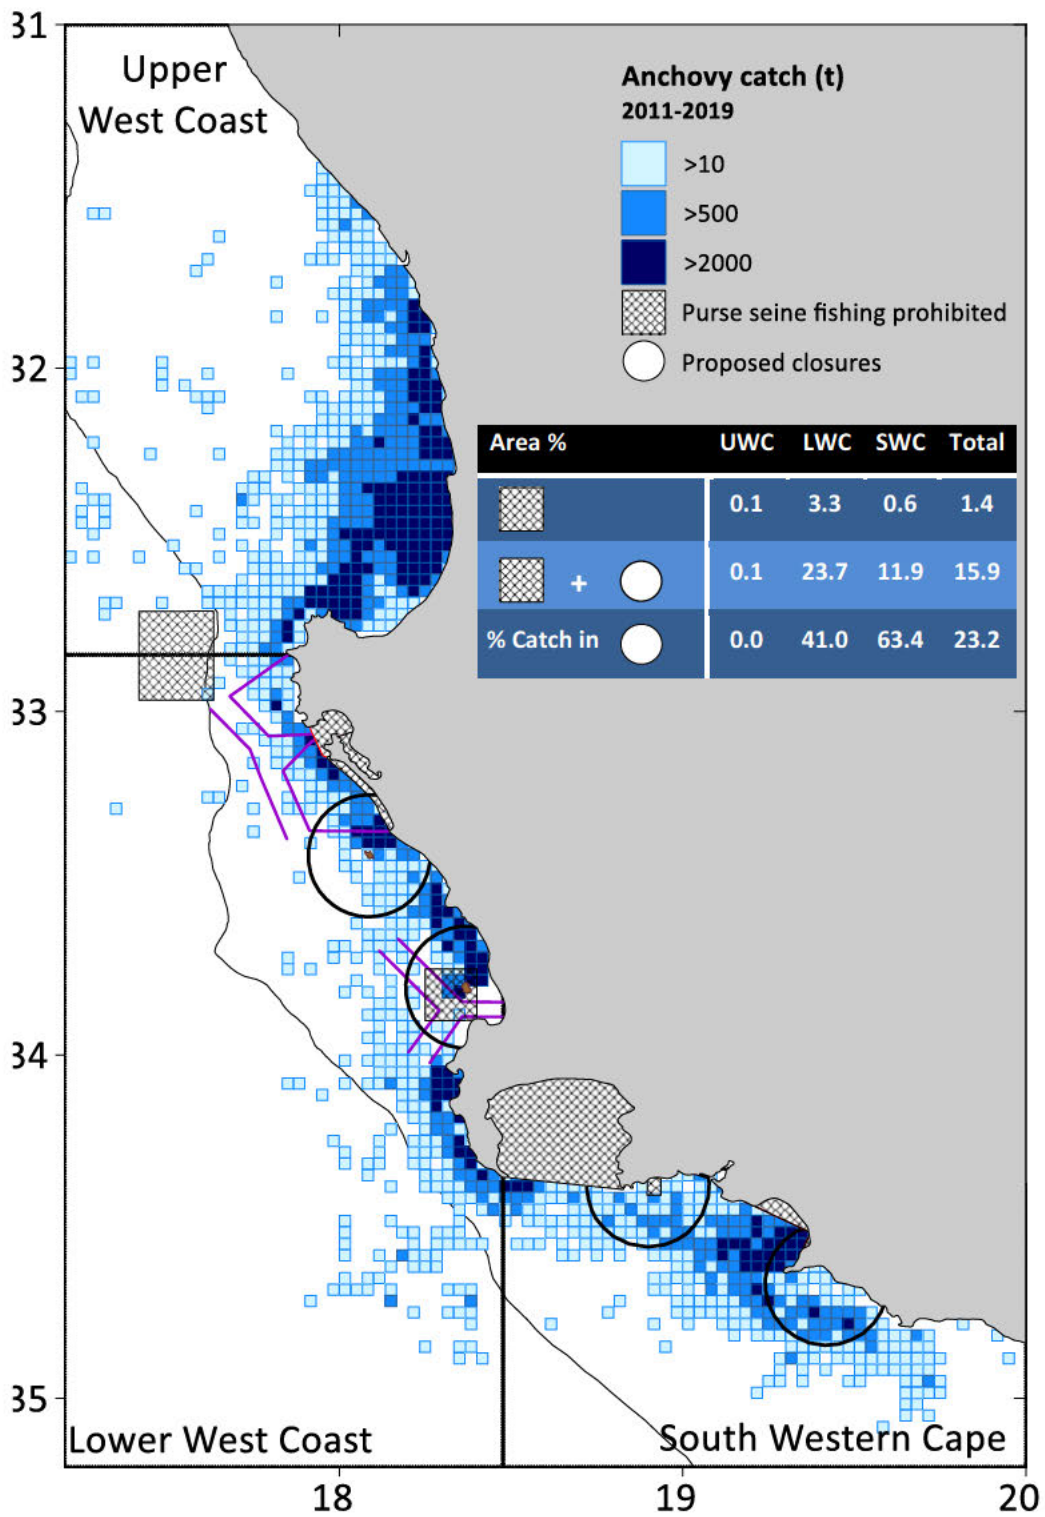 31
Upper
West Coast
Anchovy catch (t)
2011-2019
>10
>500
>2000
Purse seine fishing prohibited
Proposed closures
32
Area % UWC LWC SWC Total
0.1 3.3 0.6 1.4
+ 0.1 23.7 11.9 15.9
% Catch in 0.0 41.0 63.4 23.2
33
34
35
Lower West Coast
South Western Cape
18 19 20